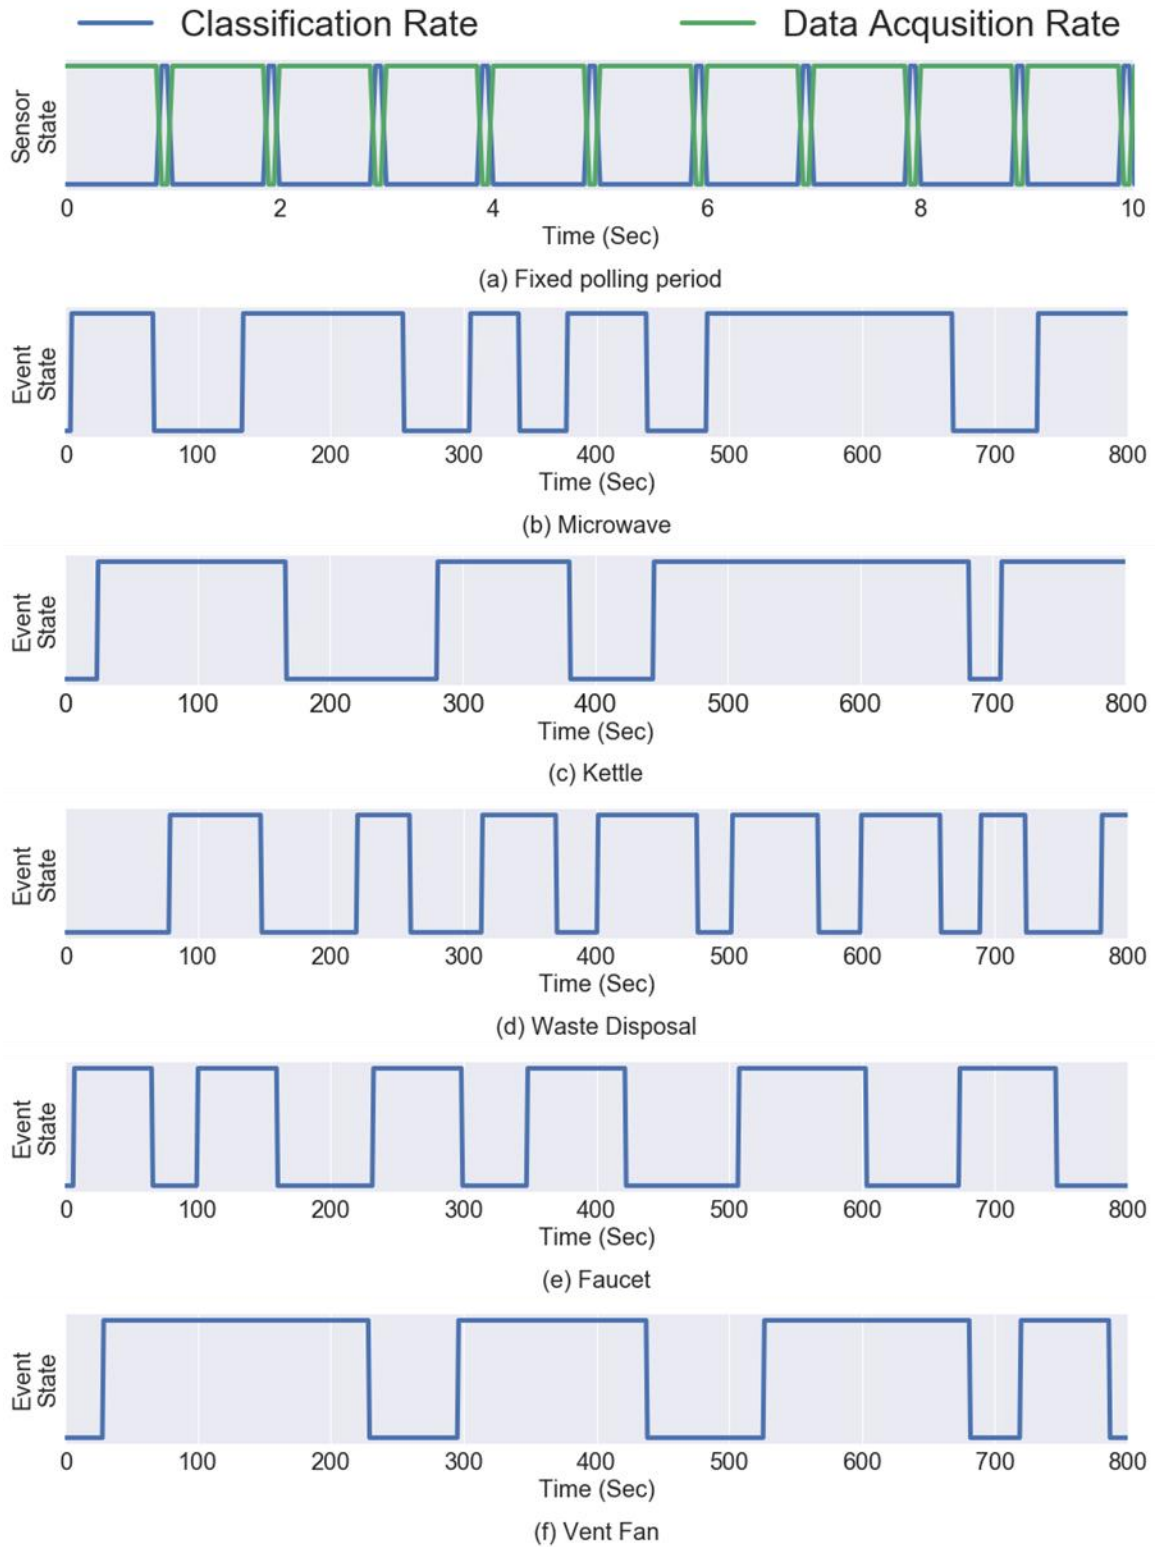 Classification Rate Data Acqusition Rate
Sensor
State
0 2 4 6 8 10
Time (Sec)
(a) Fixed polling period
Event
State
0 100 200 300 400 500 600 700 800
Time (Sec)
(b) Microwave
Event
State
0 100 200 300 400 500 600 700 800
Time (Sec)
(c) Kettle
Event
State
0 100 200 300 400 500 600 700 800
Time (Sec)
(d) Waste Disposal
Event
State
0 100 200 300 400 500 600 700 800
Time (Sec)
(e) Faucet
Event
State
0 100 200 300 400 500 600 700 800
Time (Sec)
(f) Vent Fan